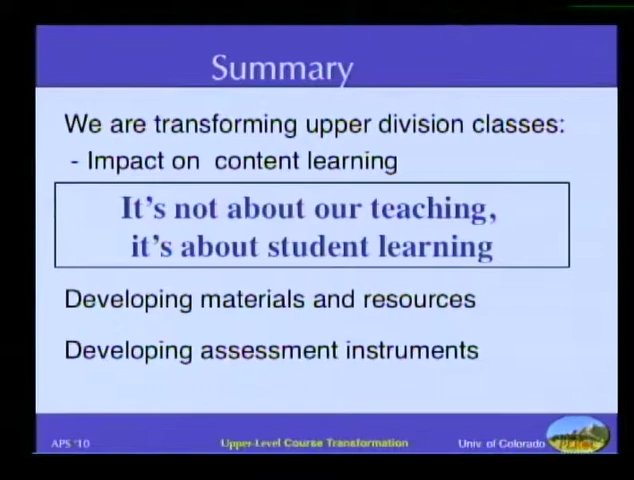 Summary
We are transforming upper division classes:
- Impact on content learning
It's not about our teaching,
it's about student learning
Developing materials and resources
Developing assessment instruments
APS '10
Upper-Level Course Transformation
Univ. of Colorado